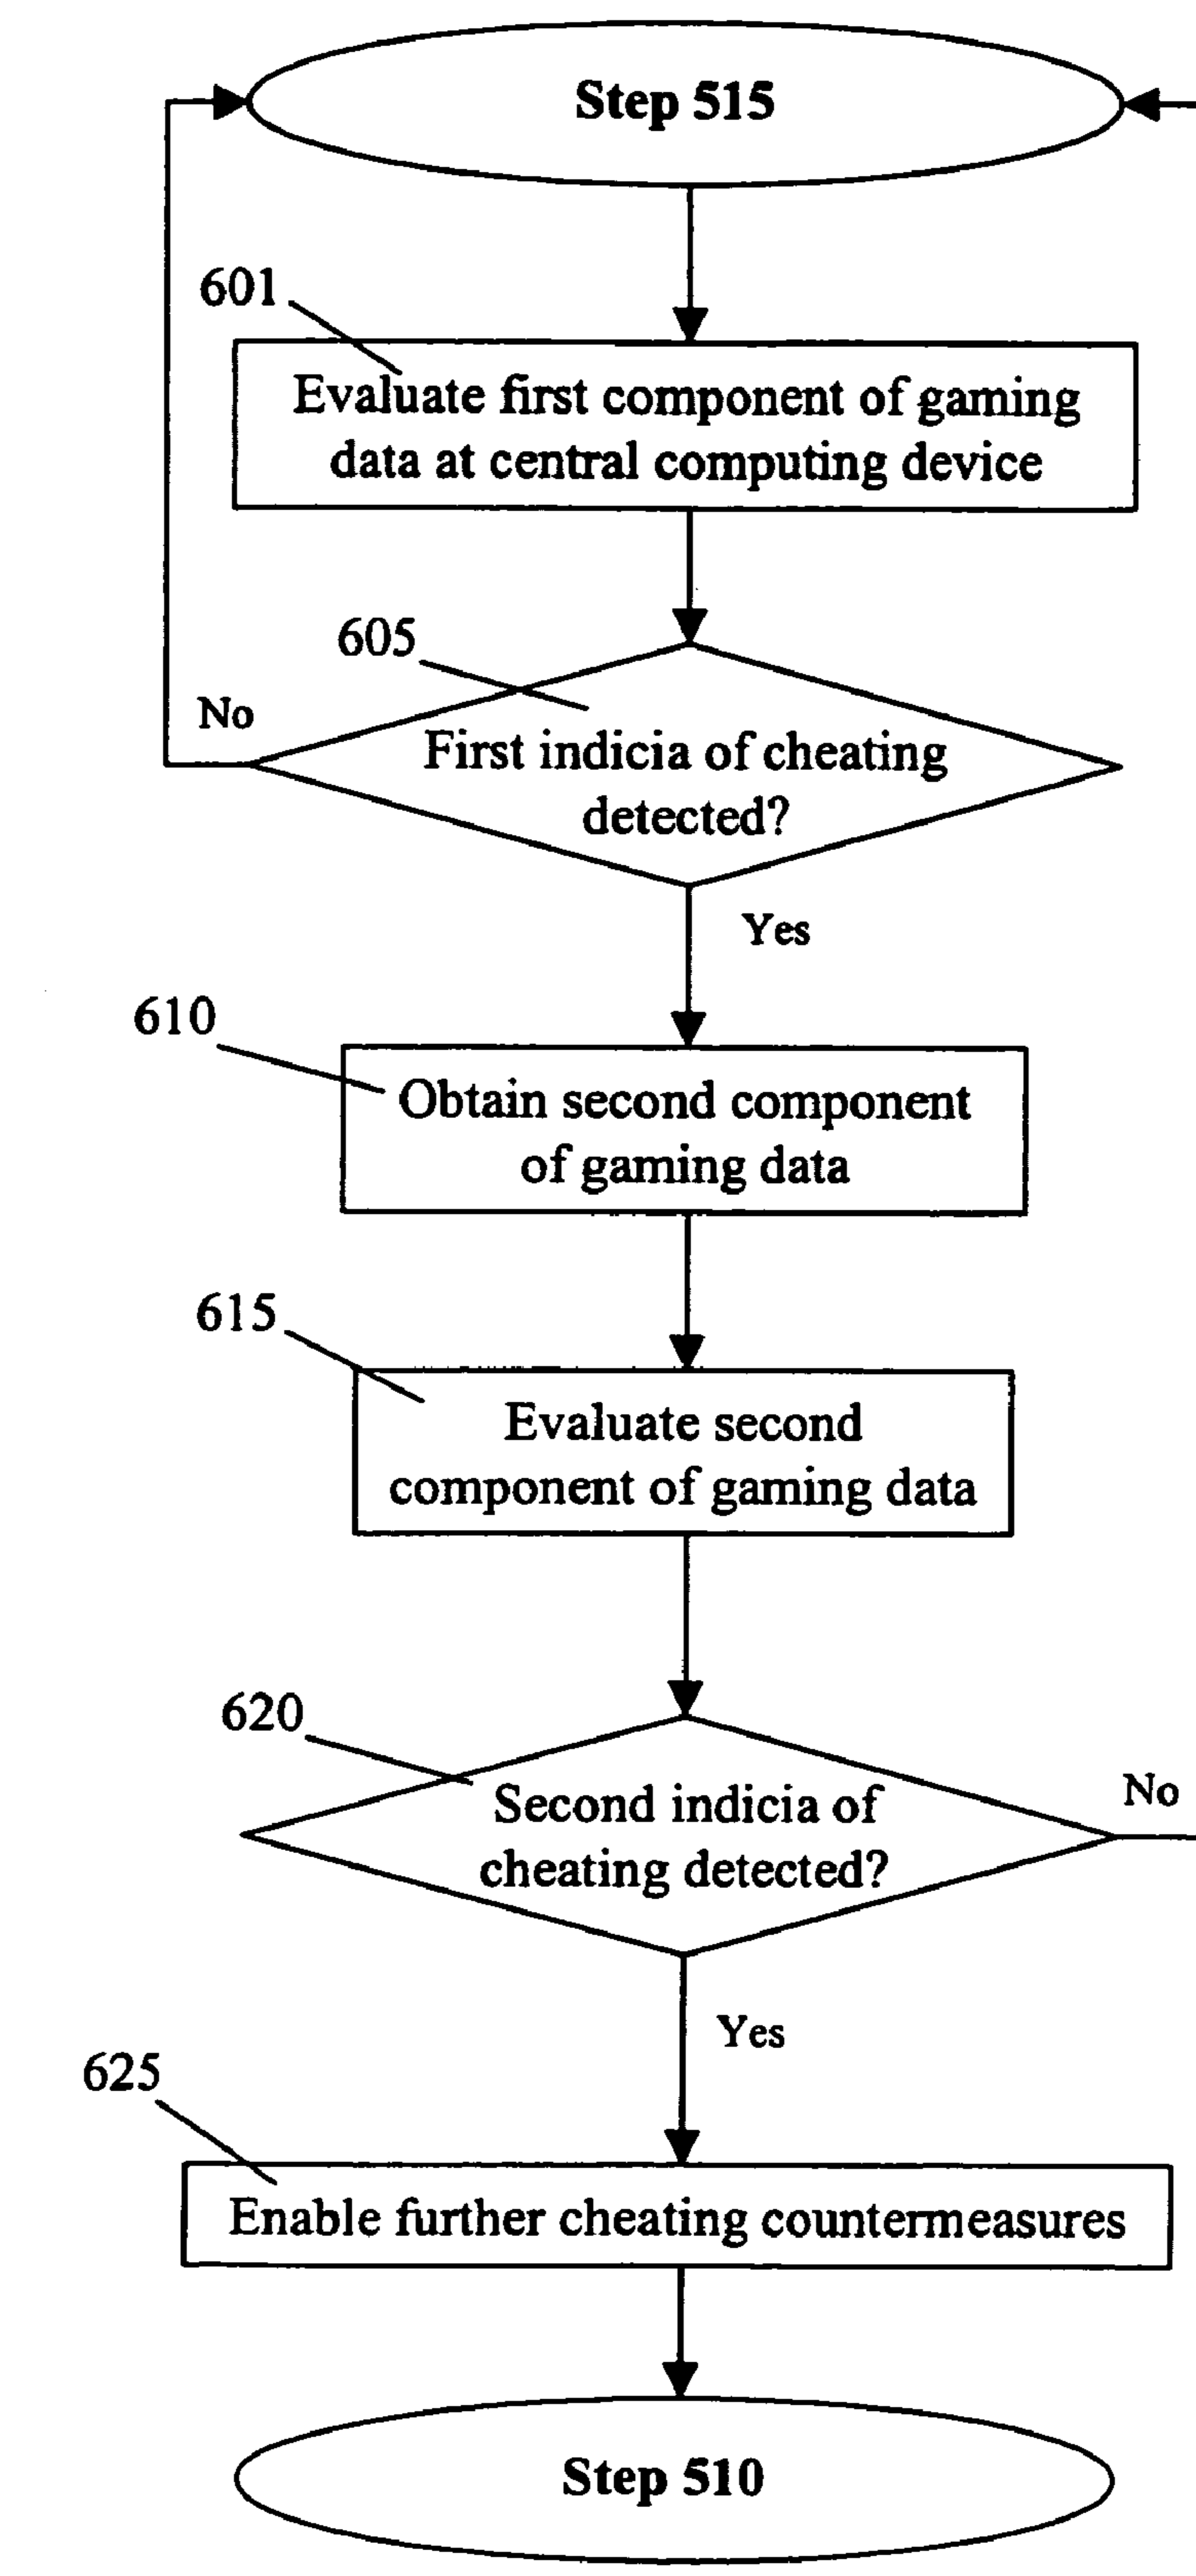 Step 515
601
Evaluate first component of gaming
data at central computing device
605
No
First indicia of cheating
detected?
Yes
610
Obtain second component
of gaming data
615
Evaluate second
component of gaming data
620
No
Second indicia of
cheating detected?
Yes
625
Enable further cheating countermeasures
Step 510